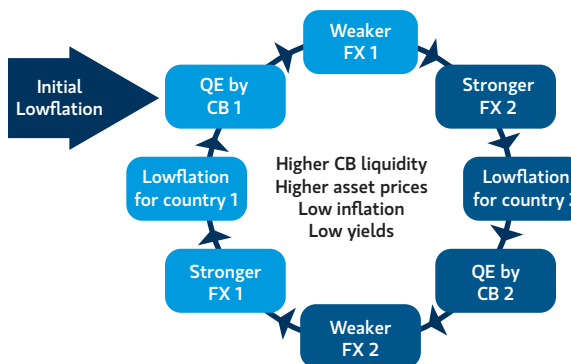 Initial
Lowflation
QE by
CB 1
Weaker
FX 1
Stronger
FX 2
Lowflation
for country
QE by
CB 2
Weaker
FX 2
Stronger
FX 1
Lowflation
for country 1
Higher CB liquidity
Higher asset prices
Low inflation
Low yields